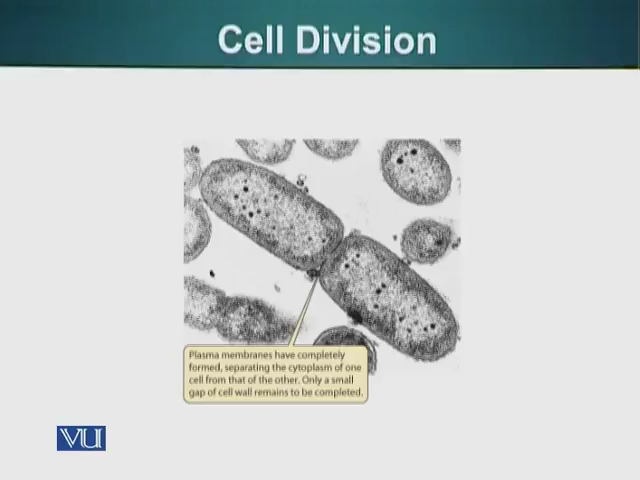 Cell Division
Plasma membranes have completely
formed, separating the cytoplasm of one
cell from that of the other. Only a small
gap of cell wall remains to be completed.
VU